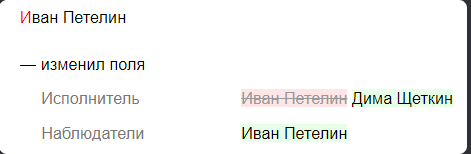 Иван Петелин
— изменил поля
Исполнитель Иван Петелин Дима Щеткин
Наблюдатели Иван Петелин